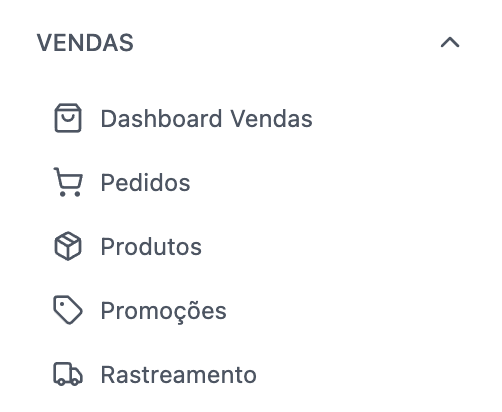 VENDAS
Dashboard Vendas
Pedidos
Produtos
Promoções
Rastreamento